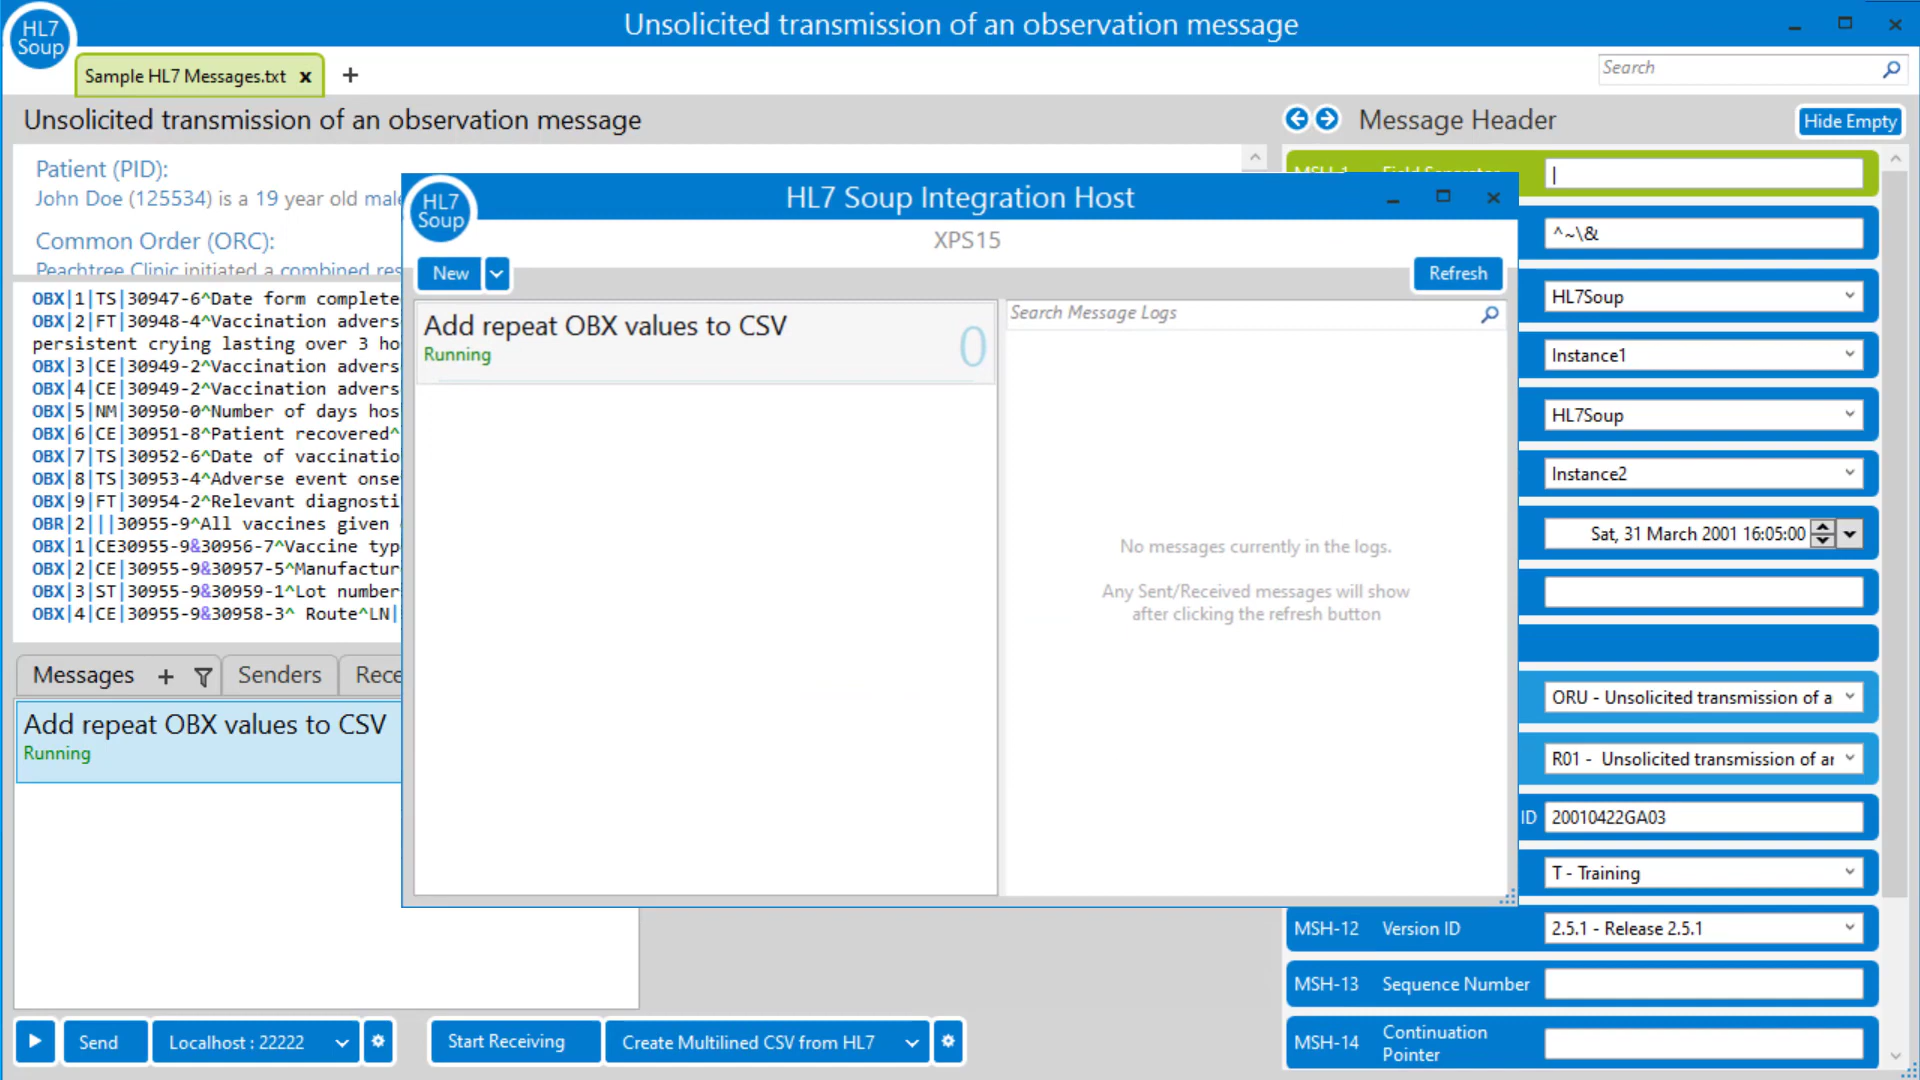 HL7
Soup
Unsolicited transmission of an observation message
Sample HL7 Messages.txt x +
Search
Unsolicited transmission of an observation message
Message Header
Hide Empty
Patient (PID):
John Doe (125534) is a 19 year old male
Common Order (ORC):
Peachtree Clinic initiated a combined res
OBX|1|TS|30947-6^Date form complete
OBX|2|FT|30948-4^Vaccination advers
persistent crying lasting over 3 ho
OBX|3|CE|30949-2^Vaccination advers
OBX|4|CE|30949-2^Vaccination advers
OBX|5|NM|30950-0^Number of days hos
OBX|6|CE|30951-8^Patient recovered^
OBX|7|TS|30952-6^Date of vaccinatio
OBX|8|TS|30953-4^Adverse event onse
OBX|9|FT|30954-2^Relevant diagnosti
OBR|2|||30955-9^All vaccines given
OBX|1|CE30955-9&30956-7^Vaccine typ
OBX|2|CE|30955-9&30957-5^Manufactur
OBX|3|ST|30955-9&30959-1^Lot number
OBX|4|CE|30955-9&30958-3^ Route^LN|
Messages + Senders Rece
Add repeat OBX values to CSV
Running
HL7
Soup
HL7 Soup Integration Host
XPS15
New
Refresh
Add repeat OBX values to CSV
Running
0
Search Message Logs
No messages currently in the logs.
Any Sent/Received messages will show
after clicking the refresh button
MSH-1 Field Separator |
^~\&
HL7Soup
Instance1
HL7Soup
Instance2
Sat, 31 March 2001 16:05:00
ORU - Unsolicited transmission of a
R01 - Unsolicited transmission of ar
ID 20010422GA03
T - Training
MSH-12 Version ID 2.5.1 - Release 2.5.1
MSH-13 Sequence Number
MSH-14 Continuation
Pointer
Send
Localhost : 22222
Start Receiving
Create Multilined CSV from HL7